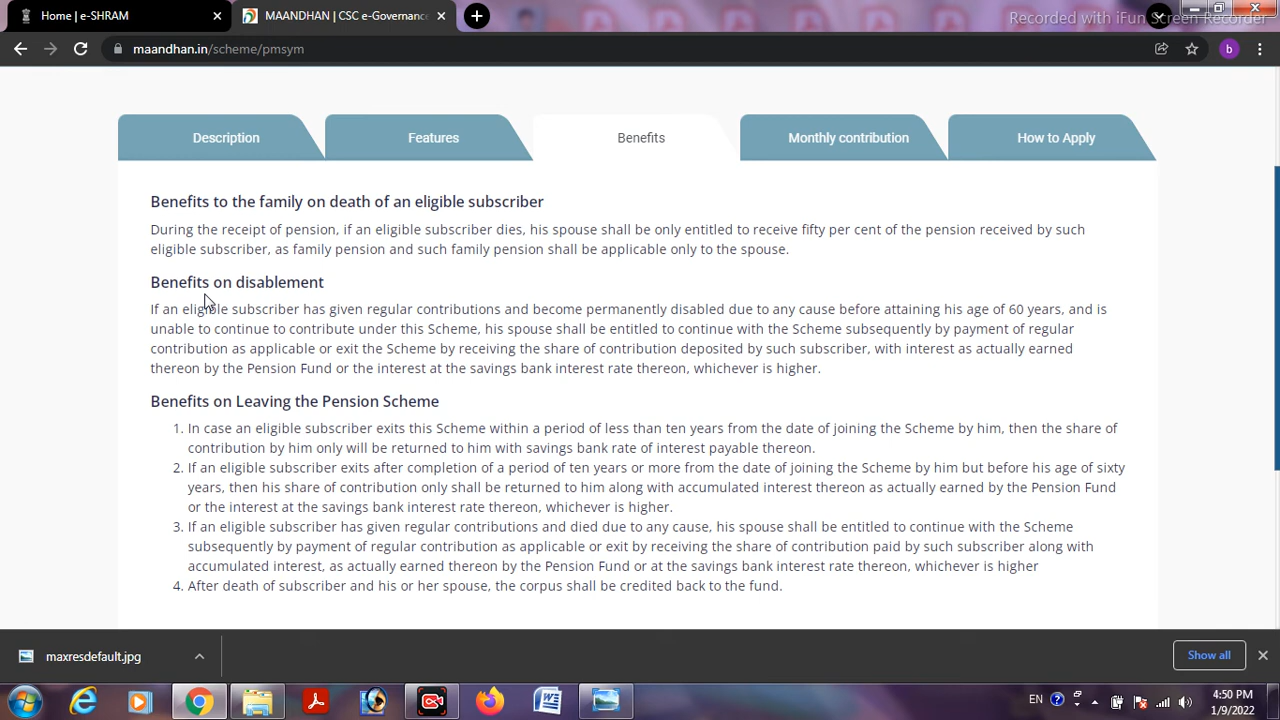 Home | e-SHRAM
MAANDHAN | CSC e-Governance
Recorded with iFun Screen Recorder
maandhan.in/scheme/pmsym
b
Description
Features
Benefits
Monthly contribution
How to Apply
Benefits to the family on death of an eligible subscriber
During the receipt of pension, if an eligible subscriber dies, his spouse shall be only entitled to receive fifty per cent of the pension received by such
eligible subscriber, as family pension and such family pension shall be applicable only to the spouse.
Benefits on disablement
If an eligible subscriber has given regular contributions and become permanently disabled due to any cause before attaining his age of 60 years, and is
unable to continue to contribute under this Scheme, his spouse shall be entitled to continue with the Scheme subsequently by payment of regular
contribution as applicable or exit the Scheme by receiving the share of contribution deposited by such subscriber, with interest as actually earned
thereon by the Pension Fund or the interest at the savings bank interest rate thereon, whichever is higher.
Benefits on Leaving the Pension Scheme
1. In case an eligible subscriber exits this Scheme within a period of less than ten years from the date of joining the Scheme by him, then the share of
contribution by him only will be returned to him with savings bank rate of interest payable thereon.
2. If an eligible subscriber exits after completion of a period of ten years or more from the date of joining the Scheme by him but before his age of sixty
years, then his share of contribution only shall be returned to him along with accumulated interest thereon as actually earned by the Pension Fund
or the interest at the savings bank interest rate thereon, whichever is higher.
3. If an eligible subscriber has given regular contributions and died due to any cause, his spouse shall be entitled to continue with the Scheme
subsequently by payment of regular contribution as applicable or exit by receiving the share of contribution paid by such subscriber along with
accumulated interest, as actually earned thereon by the Pension Fund or at the savings bank interest rate thereon, whichever is higher
4. After death of subscriber and his or her spouse, the corpus shall be credited back to the fund.
maxresdefault.jpg
Show all
EN
4:50 PM
1/9/2022